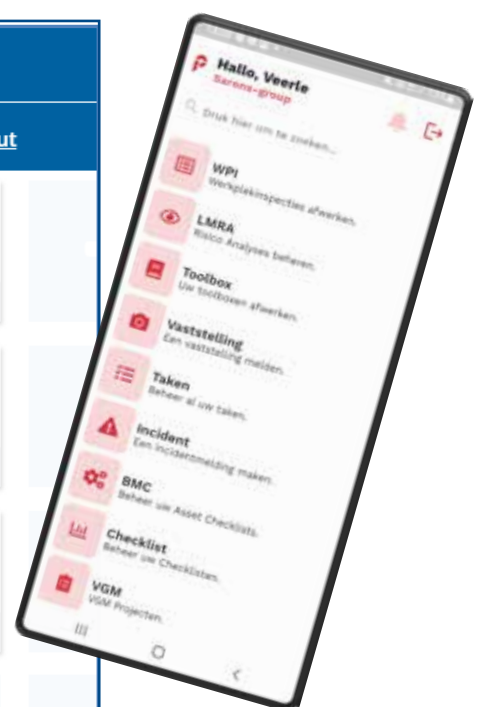 ut
Hallo, Veerle
Sarens-group
Druk hier om te zoeken...
WPI
Werkplekinspecties afwerken.
LMRA
Risico Analyses beheren.
Toolbox
Uw toolboxen afwerken.
Vaststelling
Een vaststelling melden.
Taken
Beheer al uw taken.
Incident
Een incidentmelding maken.
BMC
Beheer uw Asset Checklists.
Checklist
Beheer uw Checklisten.
VGM
VGM Projecten.